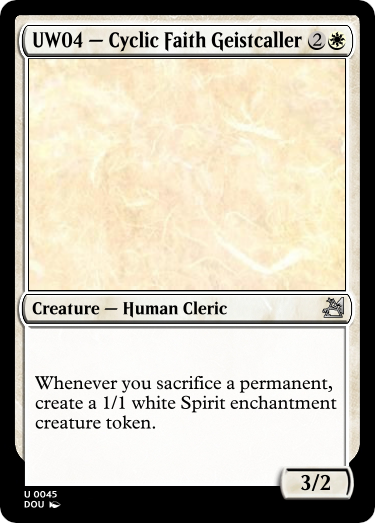 UW04 — Cyclic Faith Geistcaller 2
Creature — Human Cleric
Whenever you sacrifice a permanent,
create a 1/1 white Spirit enchantment
creature token.
3/2
U 0045
DOU